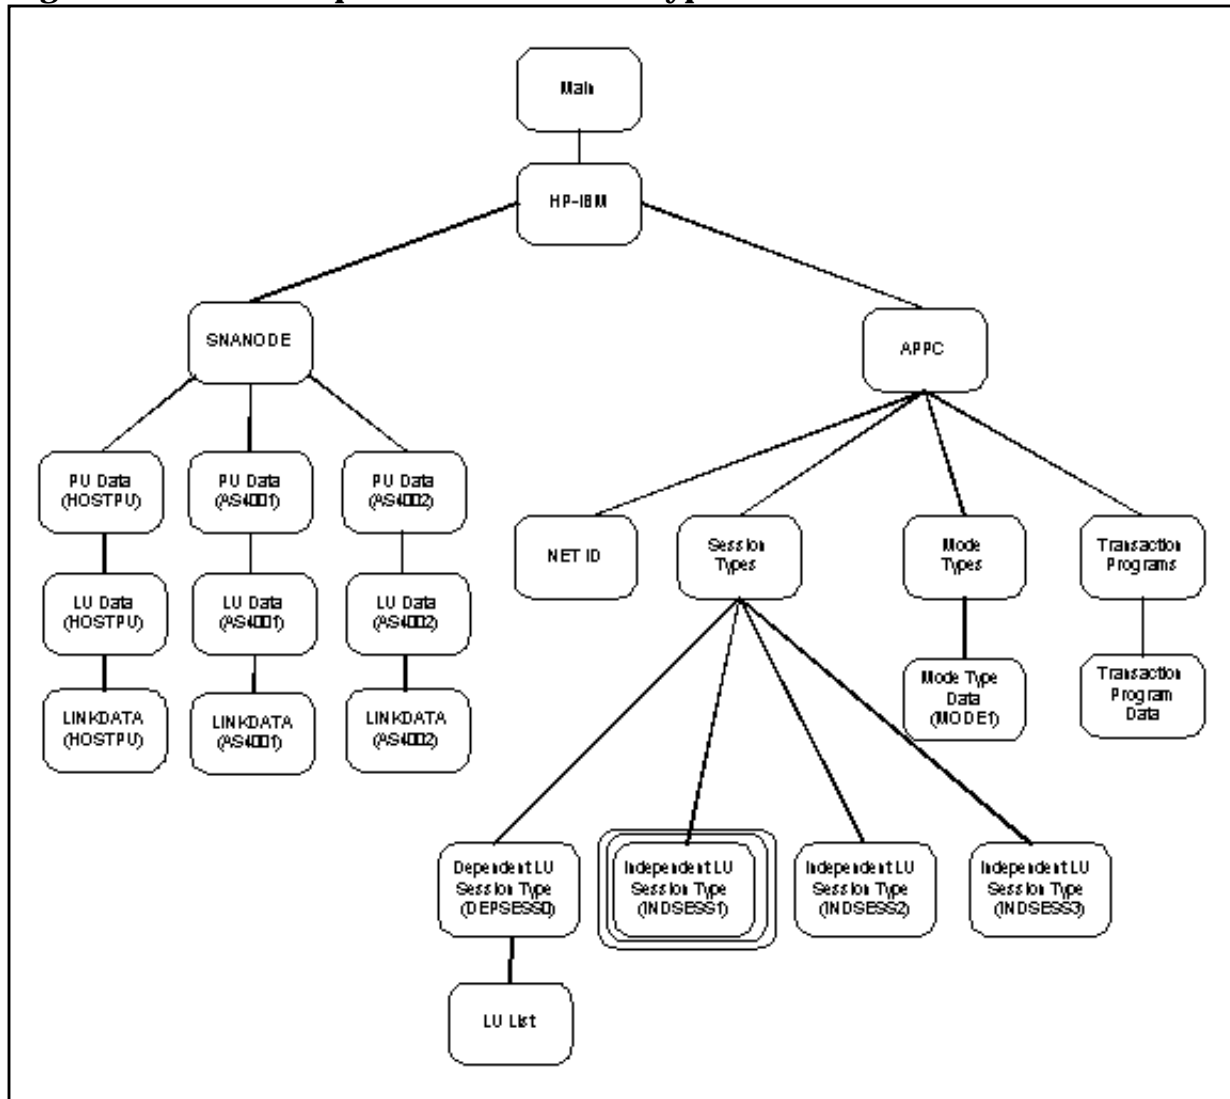 Main
HP-IBM
SNANODE
APPC
PU Data
(HOSTPU)
PU Data
(AS4001)
PU Data
(AS4002)
NET ID
Session
Types
Mode
Types
Transaction
Programs
LU Data
(HOSTPU)
LU Data
(AS4001)
LU Data
(AS4002)
Mode Type
Data
(MODE1)
Transaction
Program
Data
LINKDATA
(HOSTPU)
LINKDATA
(AS4001)
LINKDATA
(AS4002)
Dependent LU
Session Type
(DEPSESS0)
Independent LU
Session Type
(INDSESS1)
Independent LU
Session Type
(INDSESS2)
Independent LU
Session Type
(INDSESS3)
LU List